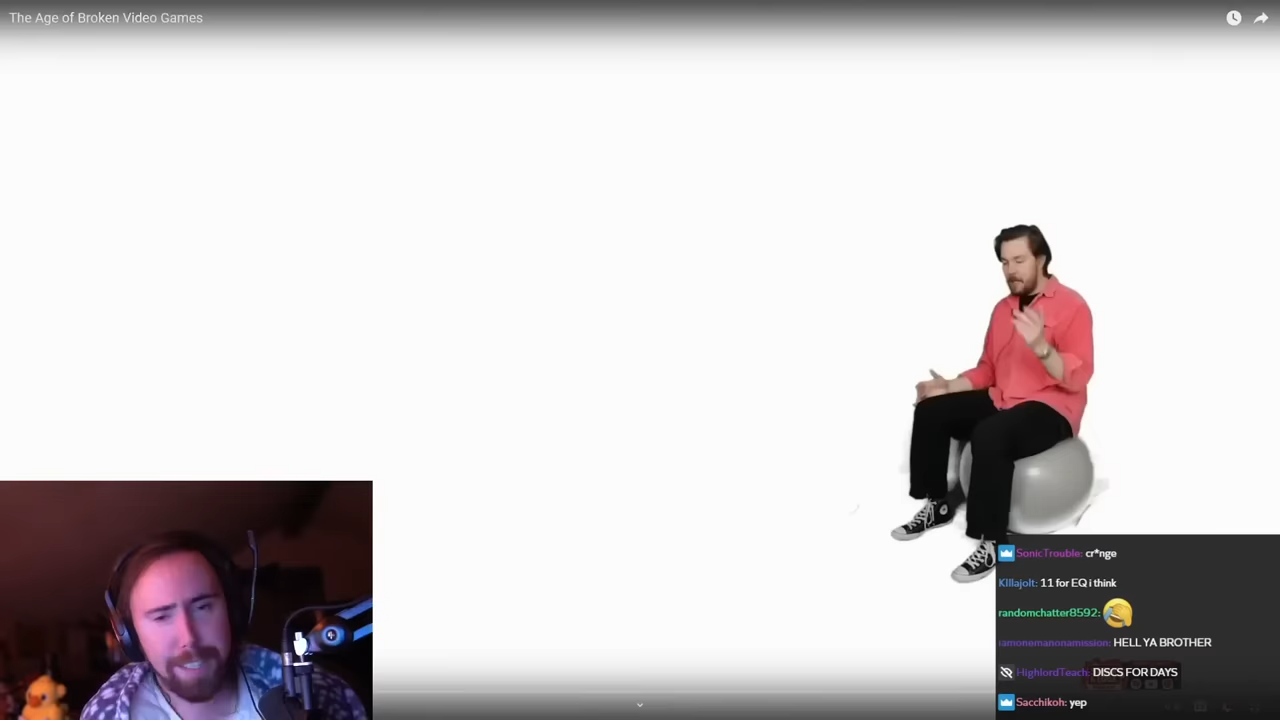 The Age of Broken Video Games
SonicTrouble: cr*nge
KIllajolt: 11 for EQ i think
randomchatter8592:
iamonemanonamission: HELL YA BROTHER
HighlordTeach: DISCS FOR DAYS
Sacchikoh: yep